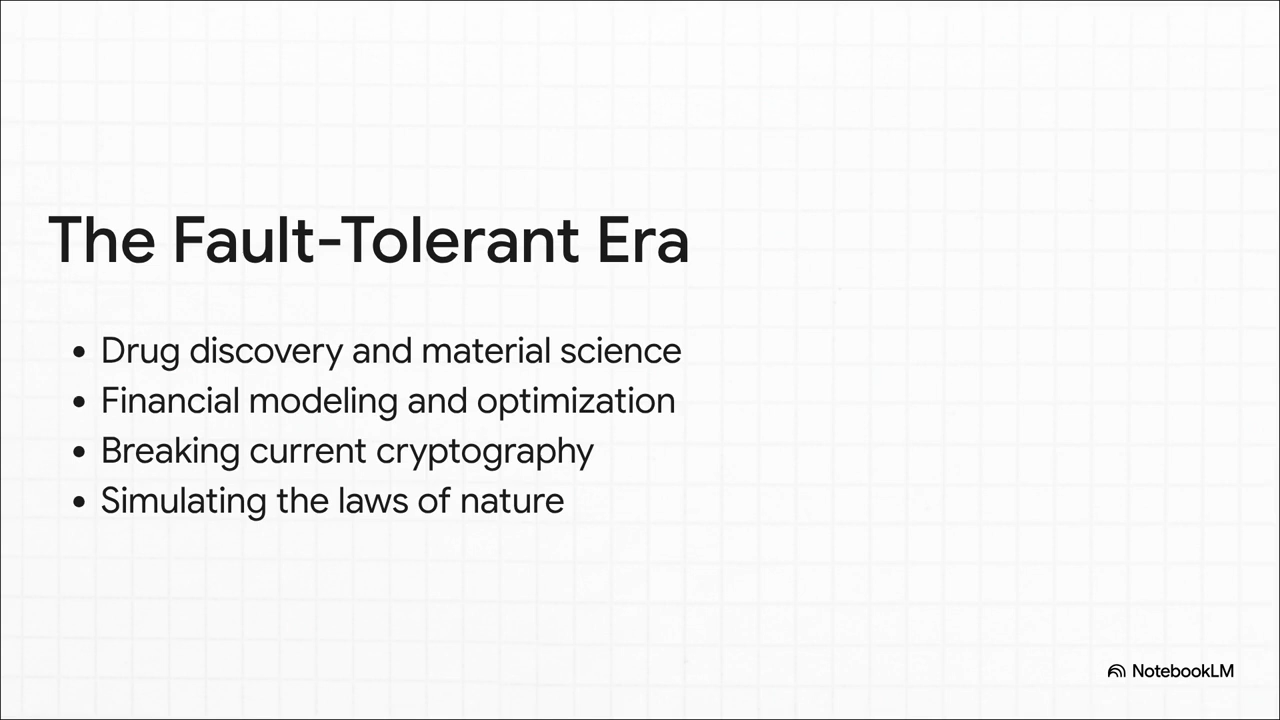 The Fault-Tolerant Era
• Drug discovery and material science
• Financial modeling and optimization
• Breaking current cryptography
• Simulating the laws of nature
NotebookLM